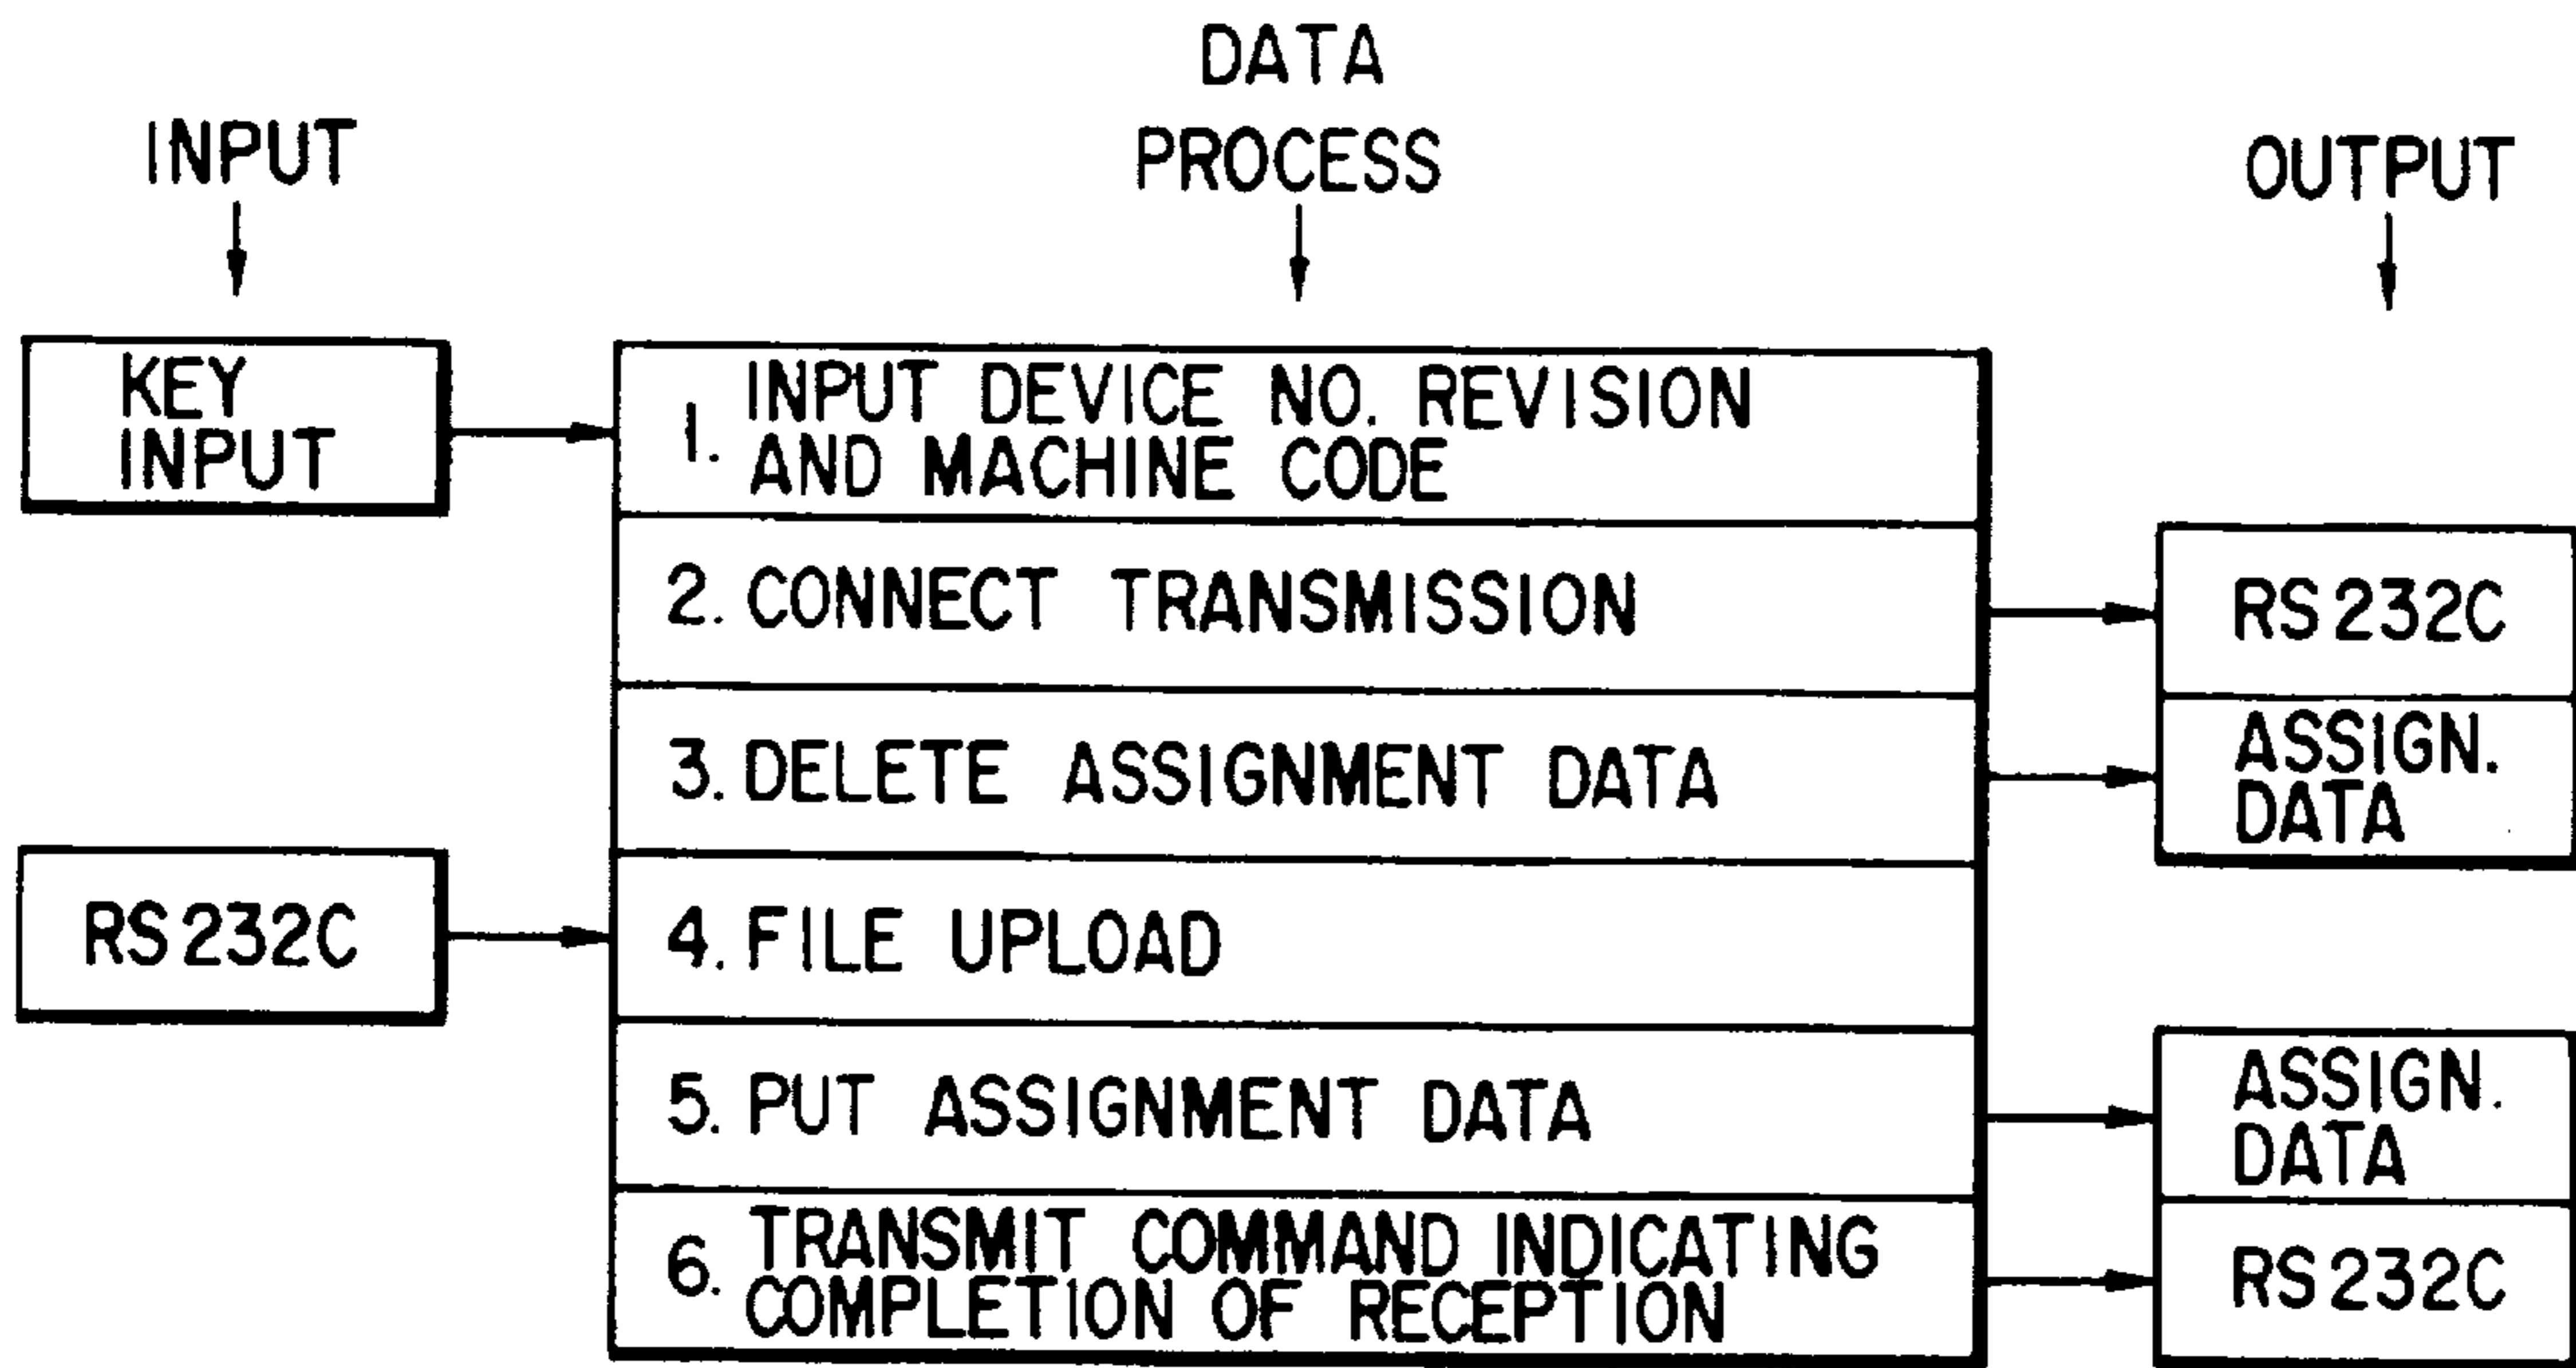 DATA
PROCESS
INPUT
OUTPUT
KEY
INPUT
1. INPUT DEVICE NO. REVISION
AND MACHINE CODE
2. CONNECT TRANSMISSION
RS232C
3. DELETE ASSIGNMENT DATA
ASSIGN.
DATA
RS232C
4. FILE UPLOAD
5. PUT ASSIGNMENT DATA
ASSIGN.
DATA
6. TRANSMIT COMMAND INDICATING
COMPLETION OF RECEPTION
RS232C